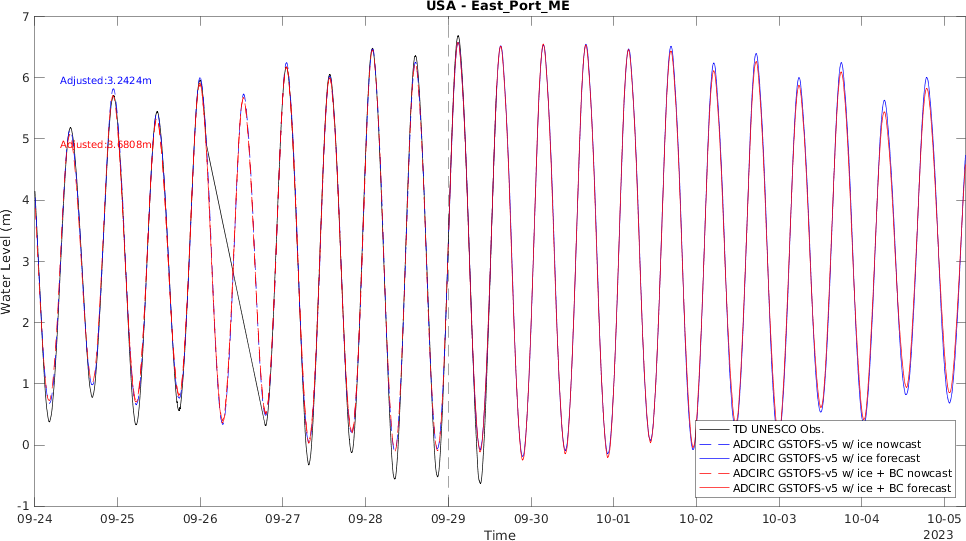 USA - East_Port_ME
7
6
5
4
3
2
1
0
-1
Water Level (m)
Adjusted:3.2424m
Adjusted:3.6808m
TD UNESCO Obs.
ADCIRC GSTOFS-v5 w/ ice nowcast
ADCIRC GSTOFS-v5 w/ ice forecast
ADCIRC GSTOFS-v5 w/ ice + BC nowcast
ADCIRC GSTOFS-v5 w/ ice + BC forecast
09-24 09-25 09-26 09-27 09-28 09-29 09-30 10-01 10-02 10-03 10-04 10-05
Time
2023